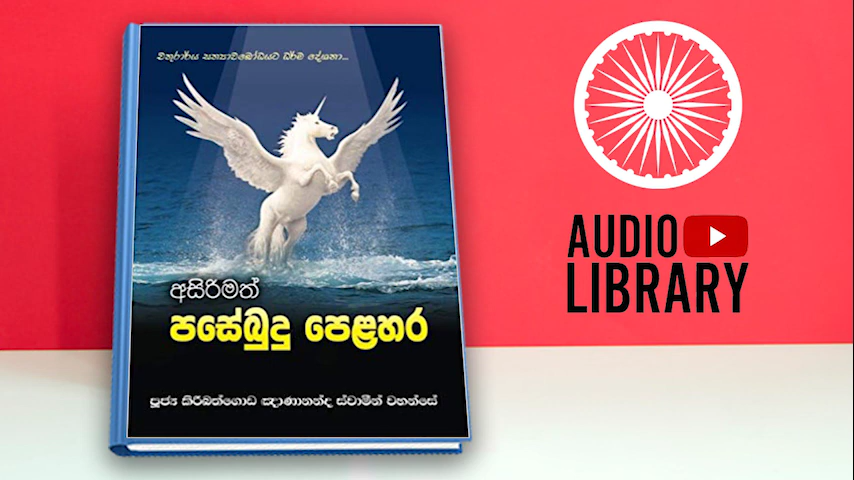 චතුරාර්ය සත්‍යාවබෝධයට ධර්ම දේශනා...
අසිරිමත්
පසේබුදු පෙළහර
පූජ්‍ය කිරිබත්ගොඩ ඤාණානන්ද ස්වාමීන් වහන්සේ
AUDIO
LIBRARY